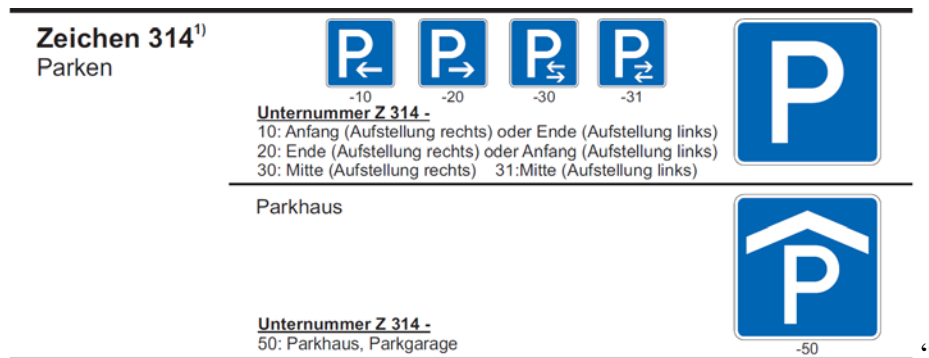 Zeichen 314¹⁾
Parken
P P P P P
-10 -20 -30 -31
Unternummer Z 314 -
10: Anfang (Aufstellung rechts) oder Ende (Aufstellung links)
20: Ende (Aufstellung rechts) oder Anfang (Aufstellung links)
30: Mitte (Aufstellung rechts) 31:Mitte (Aufstellung links)
Parkhaus
P
Unternummer Z 314 -
50: Parkhaus, Parkgarage
-50 ‘